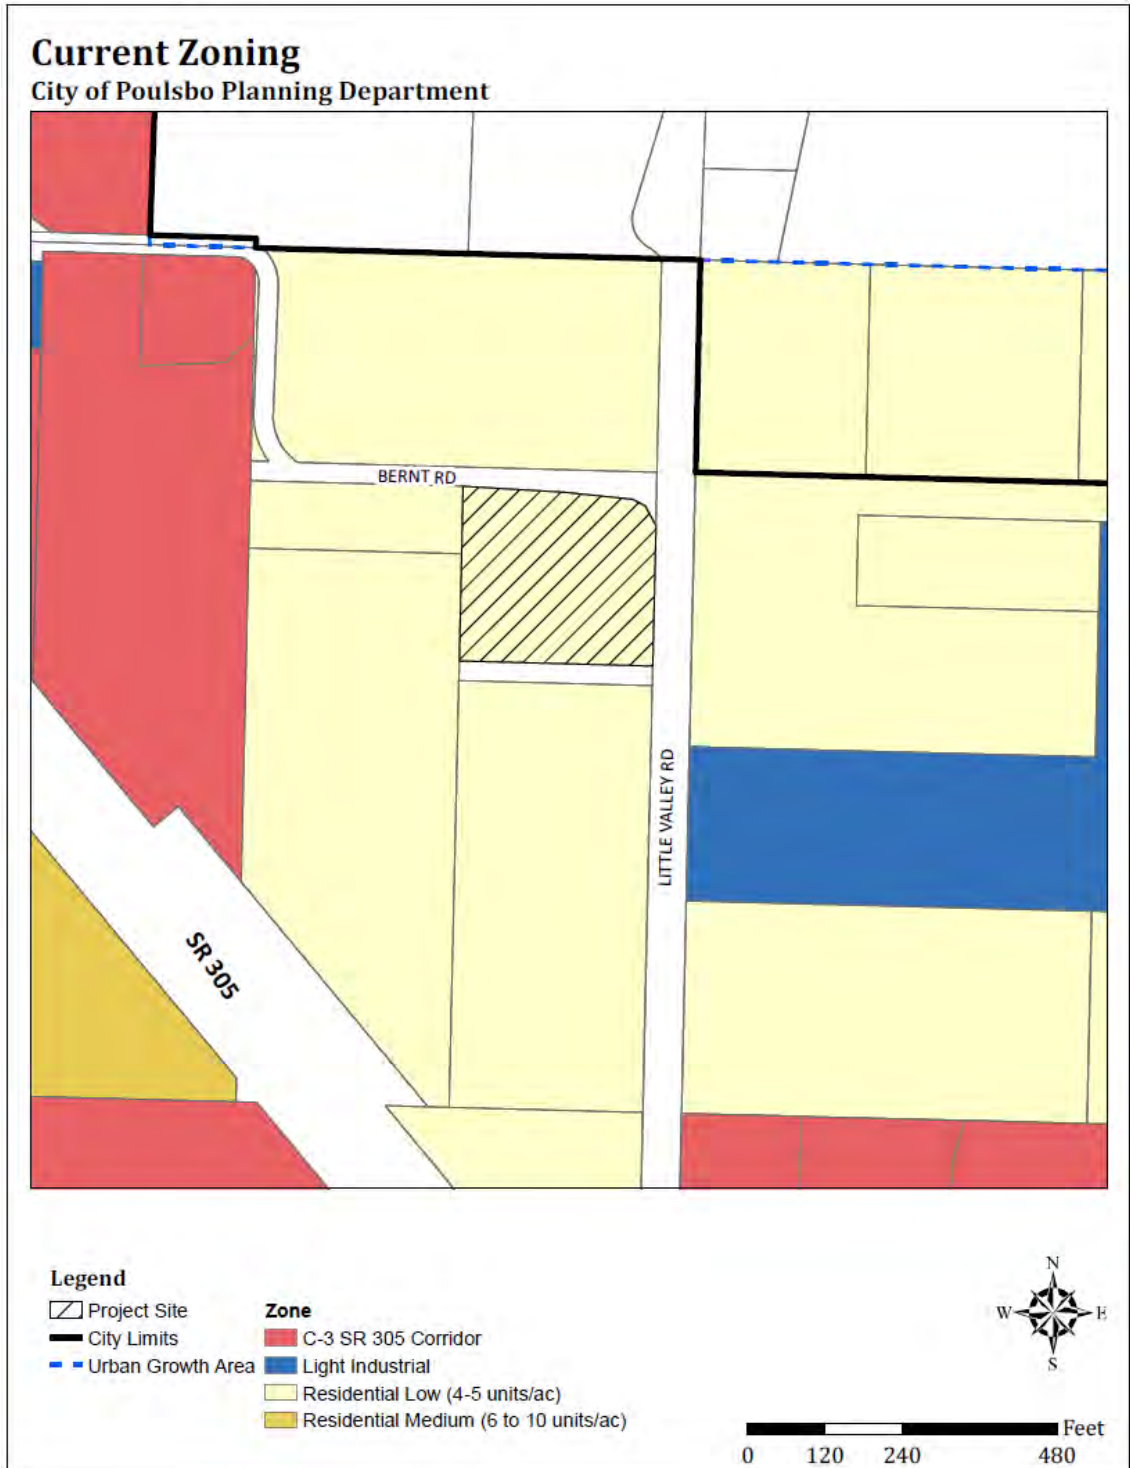 Current Zoning
City of Poulsbo Planning Department
BERNT RD
LITTLE VALLEY RD
SR 305
Legend
Project Site
City Limits
Urban Growth Area
Zone
C-3 SR 305 Corridor
Light Industrial
Residential Low (4-5 units/ac)
Residential Medium (6 to 10 units/ac)
N
W E
S
Feet
0 120 240 480